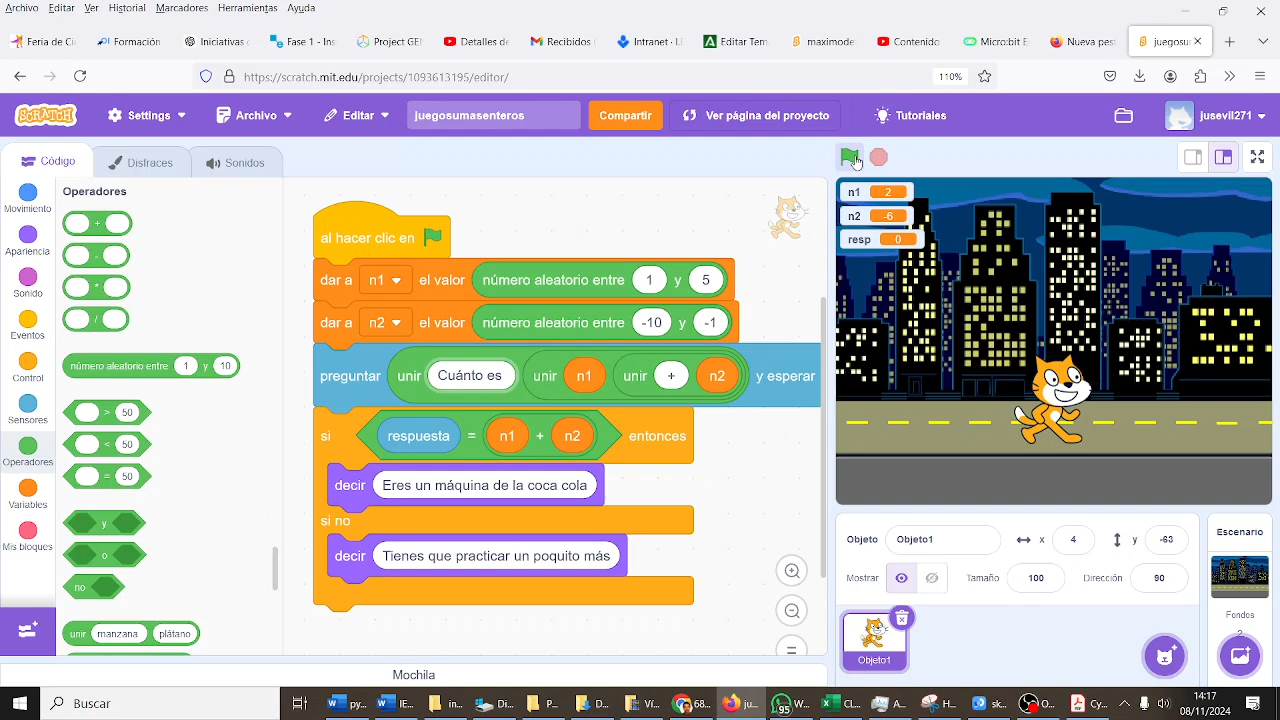 Archivo Editar Ver Historial Marcadores Herramientas Ayuda
Feria de Ci Formación Iniciativas Fase 1 - Ins Project GEN Detalles de Recibidos ( Intranet - LE Editar Tem maximode Contenido Micro:bit E Nueva pest juegosu
https://scratch.mit.edu/projects/1093613195/editor/ 110%
SCRATCH Settings Archivo Editar juegosumasenteros Compartir Ver página del proyecto Tutoriales jusevil271
Código Disfraces Sonidos
Movimiento
Apariencia
Sonido
Eventos
Control
Sensores
Operadores
Variables
Mis bloques
Operadores
+
-
*
/
número aleatorio entre 1 y 10
> 50
< 50
= 50
y
o
no
unir manzana plátano
al hacer clic en
dar a n1 el valor número aleatorio entre 1 y 5
dar a n2 el valor número aleatorio entre -10 y -1
preguntar unir Cuánto es unir n1 unir + n2 y esperar
si respuesta = n1 + n2 entonces
decir Eres un máquina de la coca cola
si no
decir Tienes que practicar un poquito más
n1 2
n2 -6
resp 0
Objeto Objeto1 x 4 y -63
Mostrar Tamaño 100 Dirección 90
Objeto1
Escenario
Fondos
2
Mochila
Buscar
95
14:17
08/11/2024